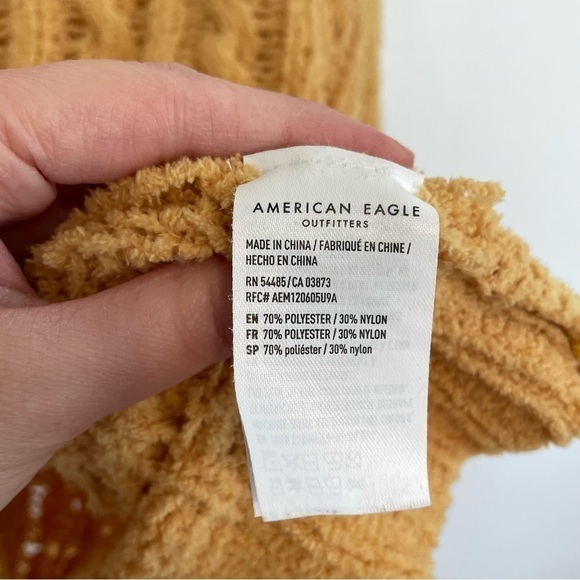 AMERICAN EAGLE
OUTFITTERS
MADE IN CHINA / FABRIQUÉ EN CHINE /
HECHO EN CHINA
RN 54485/CA 03873
RFC# AEM120605U9A
EN 70% POLYESTER / 30% NYLON
FR 70% POLYESTER / 30% NYLON
SP 70% poliéster / 30% nylon